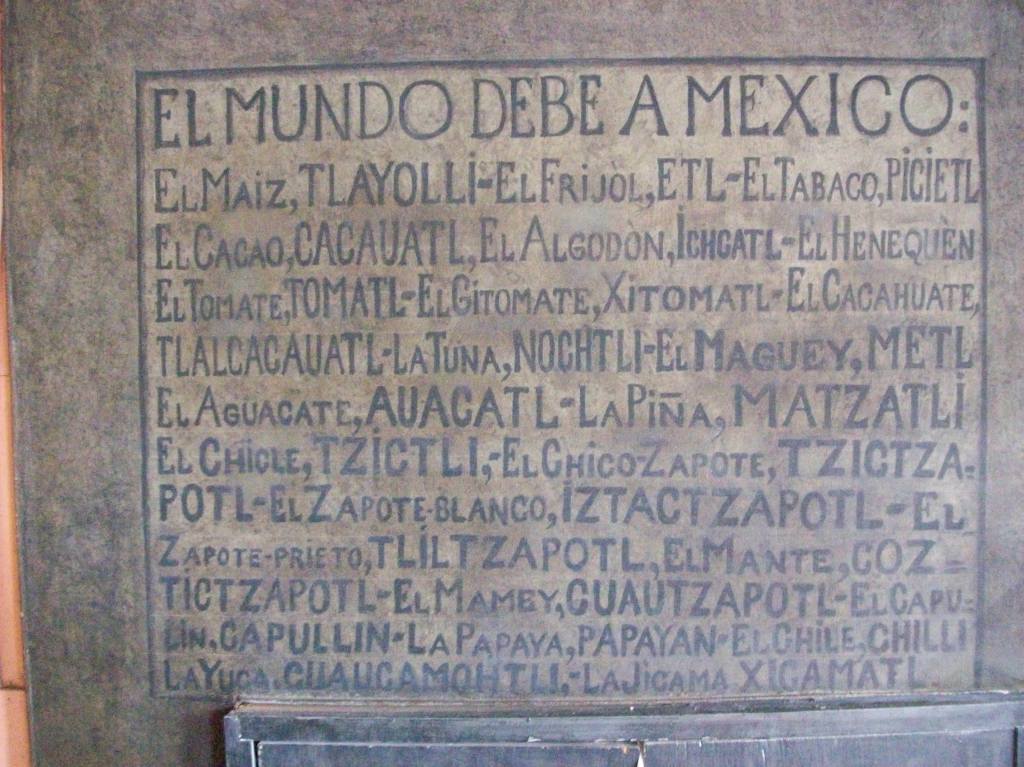 EL MUNDO DEBE A MEXICO:
EL MAIZ, TLAYOLLI-EL FRIJÒL, ETL-EL TABACO, PICIETL
EL CACAO, CACAUATL, EL ALGODÒN, ICHCATL-EL HENEQUÈN
EL TOMATE, TOMATL-EL GITOMATE, XITOMATL-EL CACAHUATE,
TLALCACAUATL-LA TUNA, NOCHTLI-EL MAGUEY, METL
EL AGUACATE, AUACATL-LA PIÑA, MATZATLI
EL CHICLE, TZICTLI,-EL CHICO-ZAPOTE, TZICTZA-
POTL-EL ZAPOTE-BLANCO, IZTACTZAPOTL-EL
ZAPOTE-PRIETO, TLILTZAPOTL, EL MANTE, COZ-
TICTZAPOTL-EL MAMEY, CUAUTZAPOTL-EL CAPU-
LIN, CAPULLIN-LA PAPAYA, PAPAYAN-EL CHILE, CHILLI
LA YUCA, CUAUCAMOHTLI,-LA JICAMA XICAMATL